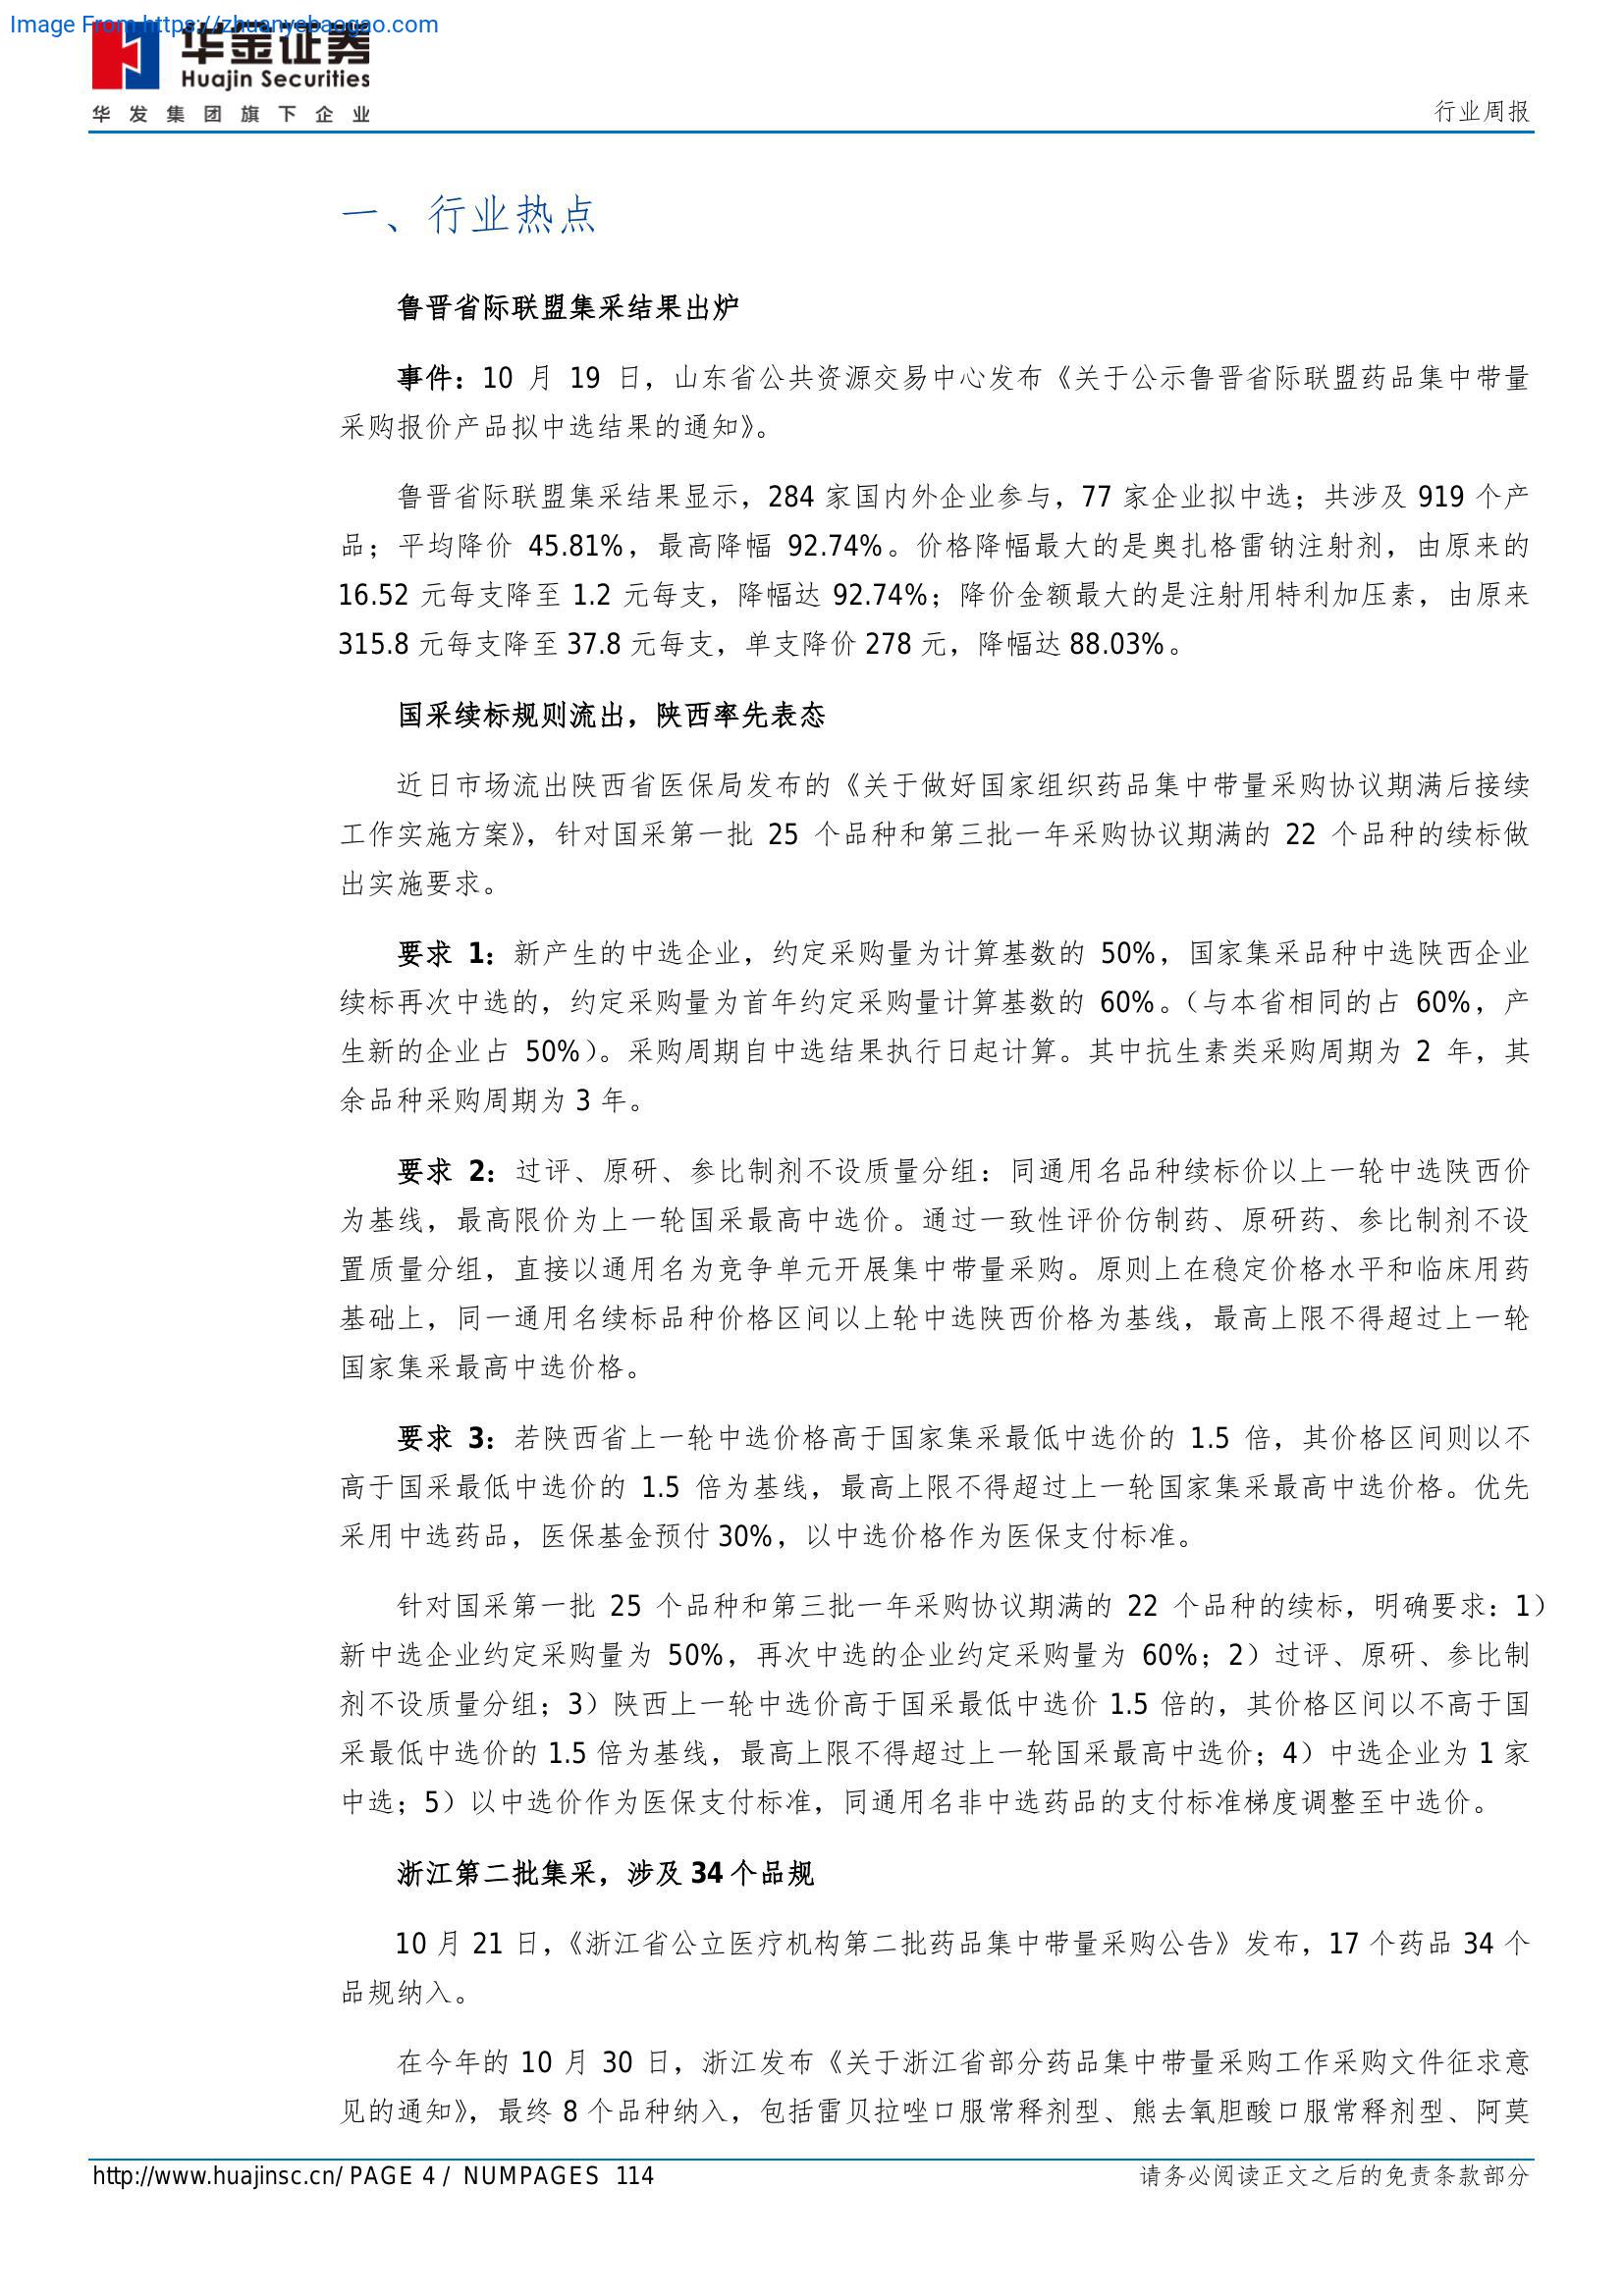 Image From https://zhuanyebaogao.com
华金证券
Huajin Securities
华发集团旗下企业
行业周报
一、行业热点
鲁晋省际联盟集采结果出炉
事件：10 月 19 日，山东省公共资源交易中心发布《关于公示鲁晋省际联盟药品集中带量
采购报价产品拟中选结果的通知》。
鲁晋省际联盟集采结果显示，284 家国内外企业参与，77 家企业拟中选；共涉及 919 个产
品；平均降价 45.81%，最高降幅 92.74%。价格降幅最大的是奥扎格雷钠注射剂，由原来的
16.52 元每支降至 1.2 元每支，降幅达 92.74%；降价金额最大的是注射用特利加压素，由原来
315.8 元每支降至 37.8 元每支，单支降价 278 元，降幅达 88.03%。
国采续标规则流出，陕西率先表态
近日市场流出陕西省医保局发布的《关于做好国家组织药品集中带量采购协议期满后接续
工作实施方案》，针对国采第一批 25 个品种和第三批一年采购协议期满的 22 个品种的续标做
出实施要求。
要求 1：新产生的中选企业，约定采购量为计算基数的 50%，国家集采品种中选陕西企业
续标再次中选的，约定采购量为首年约定采购量计算基数的 60%。（与本省相同的占 60%，产
生新的企业占 50%）。采购周期自中选结果执行日起计算。其中抗生素类采购周期为 2 年，其
余品种采购周期为 3 年。
要求 2：过评、原研、参比制剂不设质量分组：同通用名品种续标价以上一轮中选陕西价
为基线，最高限价为上一轮国采最高中选价。通过一致性评价仿制药、原研药、参比制剂不设
置质量分组，直接以通用名为竞争单元开展集中带量采购。原则上在稳定价格水平和临床用药
基础上，同一通用名续标品种价格区间以上轮中选陕西价格为基线，最高上限不得超过上一轮
国家集采最高中选价格。
要求 3：若陕西省上一轮中选价格高于国家集采最低中选价的 1.5 倍，其价格区间则以不
高于国采最低中选价的 1.5 倍为基线，最高上限不得超过上一轮国家集采最高中选价格。优先
采用中选药品，医保基金预付 30%，以中选价格作为医保支付标准。
针对国采第一批 25 个品种和第三批一年采购协议期满的 22 个品种的续标，明确要求：1）
新中选企业约定采购量为 50%，再次中选的企业约定采购量为 60%；2）过评、原研、参比制
剂不设质量分组；3）陕西上一轮中选价高于国采最低中选价 1.5 倍的，其价格区间以不高于国
采最低中选价的 1.5 倍为基线，最高上限不得超过上一轮国采最高中选价；4）中选企业为 1 家
中选；5）以中选价作为医保支付标准，同通用名非中选药品的支付标准梯度调整至中选价。
浙江第二批集采，涉及 34 个品规
10 月 21 日，《浙江省公立医疗机构第二批药品集中带量采购公告》发布，17 个药品 34 个
品规纳入。
在今年的 10 月 30 日，浙江发布《关于浙江省部分药品集中带量采购工作采购文件征求意
见的通知》，最终 8 个品种纳入，包括雷贝拉唑口服常释剂型、熊去氧胆酸口服常释剂型、阿莫
http://www.huajinsc.cn/ PAGE 4 / NUMPAGES 114
请务必阅读正文之后的免责条款部分